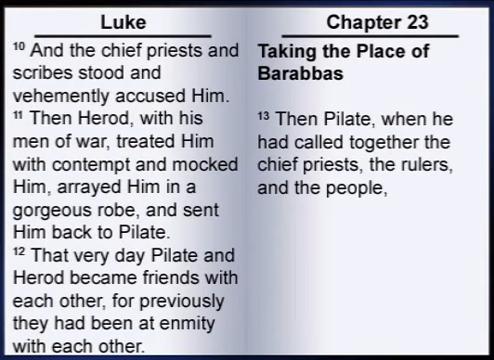 Luke
¹⁰ And the chief priests and
scribes stood and
vehemently accused Him.
¹¹ Then Herod, with his
men of war, treated Him
with contempt and mocked
Him, arrayed Him in a
gorgeous robe, and sent
Him back to Pilate.
¹² That very day Pilate and
Herod became friends with
each other, for previously
they had been at enmity
with each other.
Chapter 23
Taking the Place of
Barabbas
¹³ Then Pilate, when he
had called together the
chief priests, the rulers,
and the people,